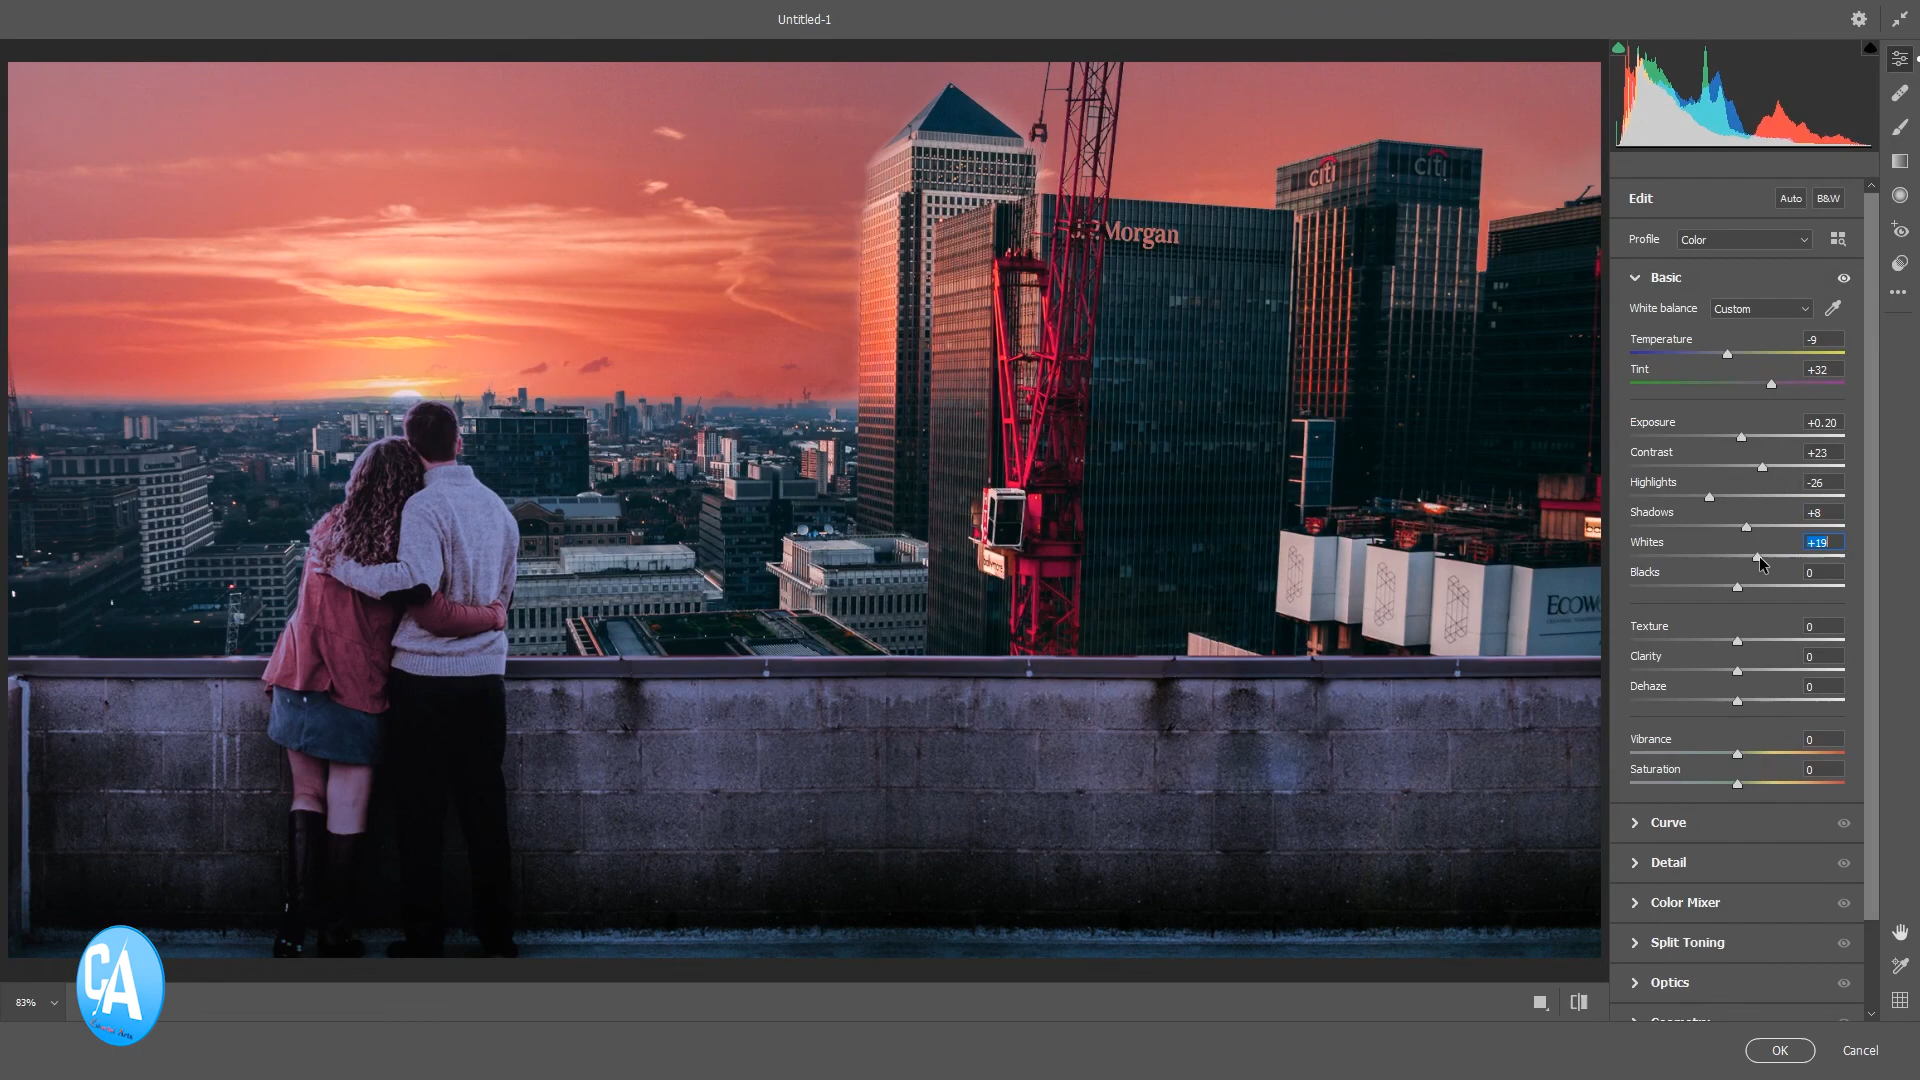 Untitled-1
citi
citi
J.P.Morgan
ECOW
Edit
Auto
B&W
Profile
Color
Basic
White balance
Custom
Temperature
-9
Tint
+32
Exposure
+0.20
Contrast
+23
Highlights
-26
Shadows
+8
Whites
+19
Blacks
0
Texture
0
Clarity
0
Dehaze
0
Vibrance
0
Saturation
0
Curve
Detail
Color Mixer
Split Toning
Optics
Geometry
83%
CA
OK
Cancel